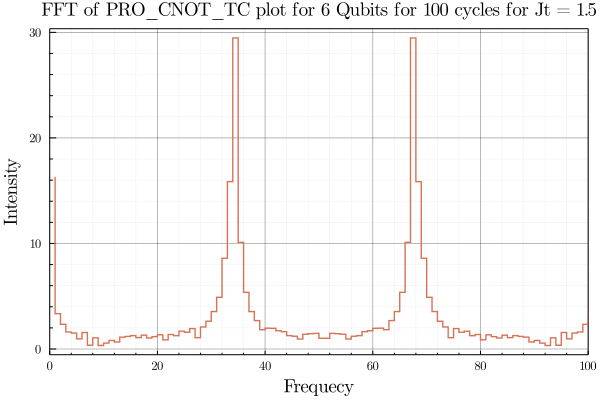 FFT of PRO_CNOT_TC plot for 6 Qubits for 100 cycles for Jt = 1.5
30
20
10
0
Intensity
0 20 40 60 80 100
Frequecy